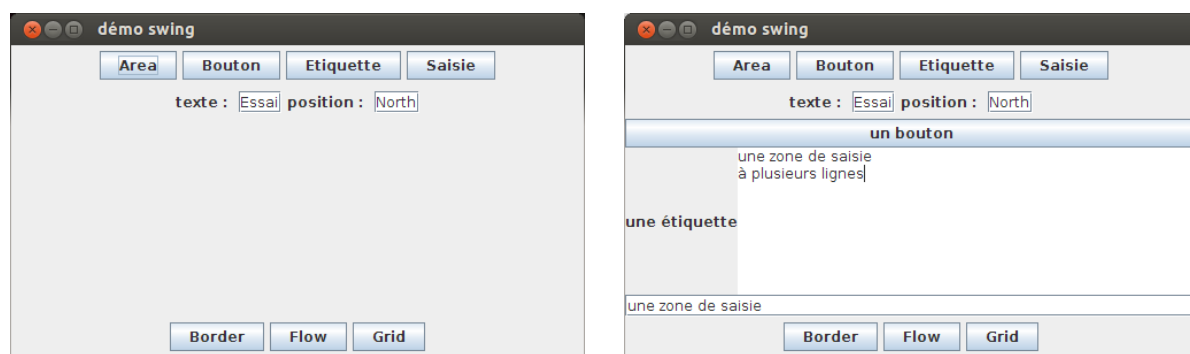 démo swing
Area Bouton Etiquette Saisie
texte : Essai position : North
Border Flow Grid
démo swing
Area Bouton Etiquette Saisie
texte : Essai position : North
un bouton
une zone de saisie
à plusieurs lignes
une étiquette
une zone de saisie
Border Flow Grid